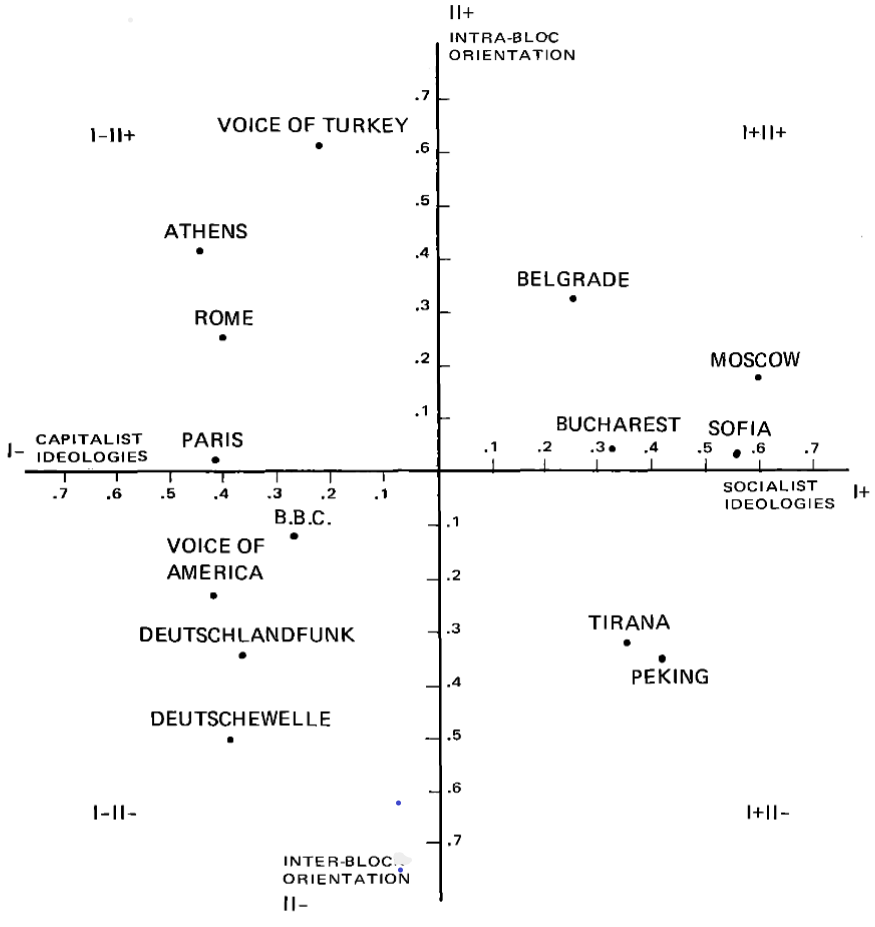 II+
INTRA-BLOC
ORIENTATION
.7
VOICE OF TURKEY
I-II+
I+II+
.6
.5
ATHENS
.4
BELGRADE
.3
ROME
MOSCOW
.2
.1
BUCHAREST
SOFIA
I-
CAPITALIST
IDEOLOGIES
PARIS
.1 .2 .3 .4 .5 .6 .7
.7 .6 .5 .4 .3 .2 .1
SOCIALIST
IDEOLOGIES
I+
B.B.C.
.1
VOICE OF
AMERICA
.2
TIRANA
.3
DEUTSCHLANDFUNK
PEKING
.4
DEUTSCHEWELLE
.5
.6
I-II-
I+II-
.7
INTER-BLOCK
ORIENTATION
II-